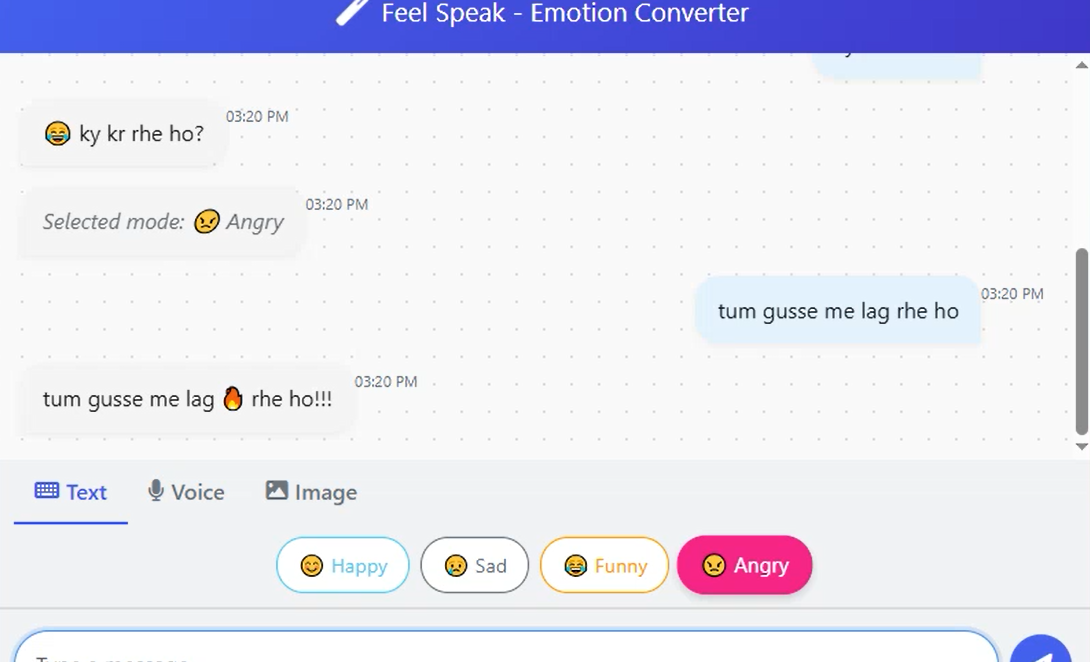 Feel Speak - Emotion Converter
😂 ky kr rhe ho?
03:20 PM
Selected mode: 😠 Angry
03:20 PM
tum gusse me lag rhe ho
03:20 PM
tum gusse me lag 🔥 rhe ho!!!
03:20 PM
Text Voice Image
😊 Happy 😢 Sad 😂 Funny 😠 Angry